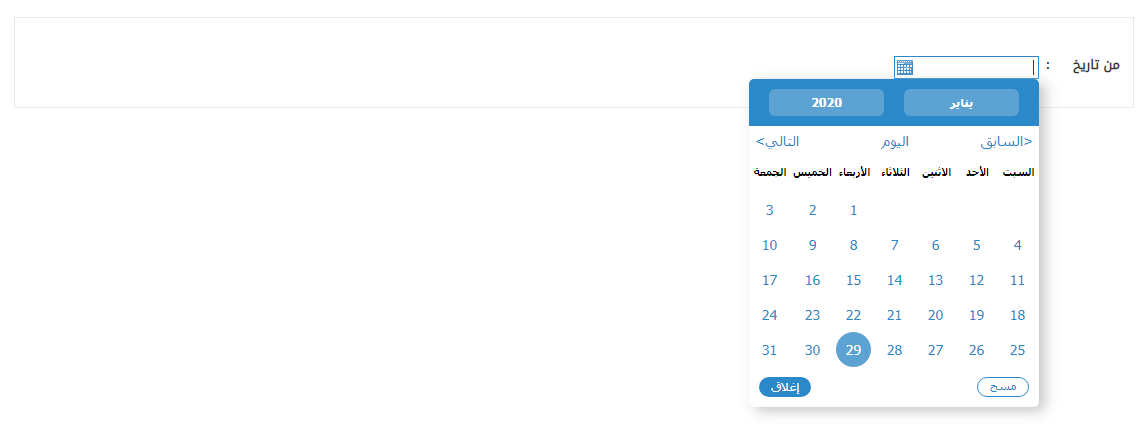 من تاريخ :
يناير 2020
<السابق اليوم التالي>
السبت الأحد الاثنين الثلاثاء الأربعاء الخميس الجمعة
1 2 3
4 5 6 7 8 9 10
11 12 13 14 15 16 17
18 19 20 21 22 23 24
25 26 27 28 29 30 31
مسح إغلاق